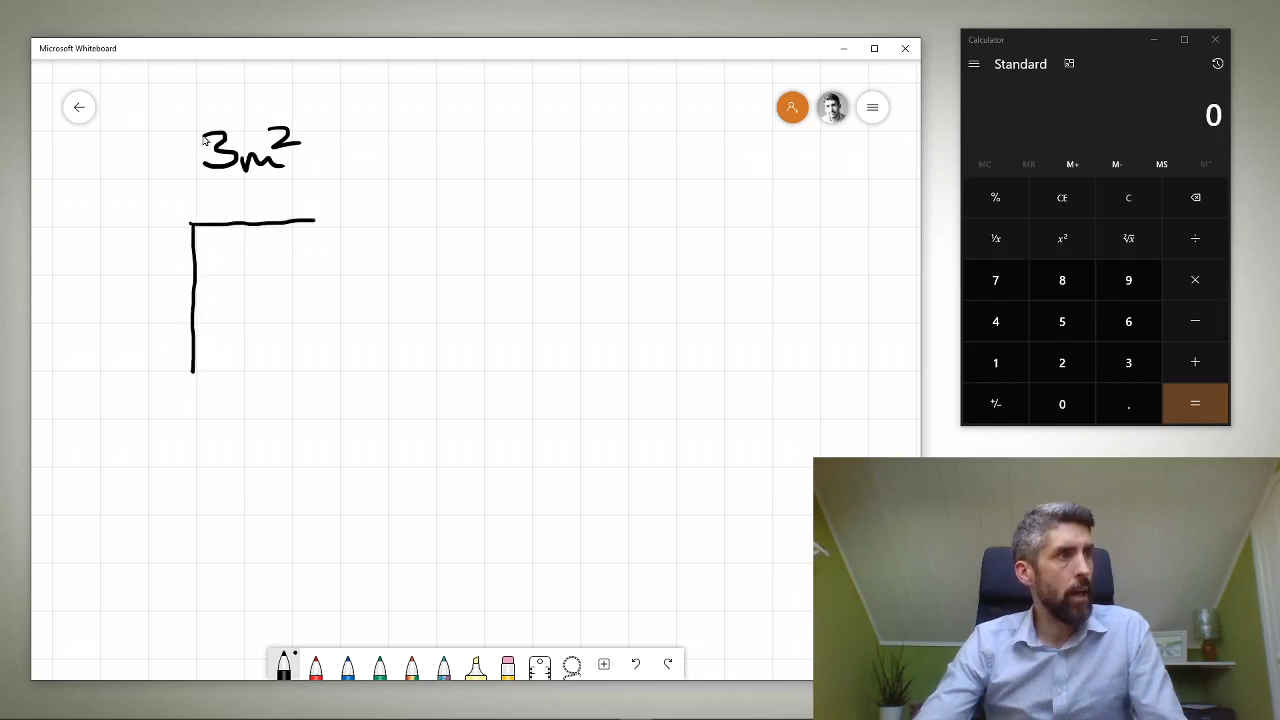 Microsoft Whiteboard
3m²
Calculator
Standard
0
MC MR M+ M- MS M˅
% CE C
¹/x x² ²√x ÷
7 8 9 ×
4 5 6 −
1 2 3 +
+/− 0 . =